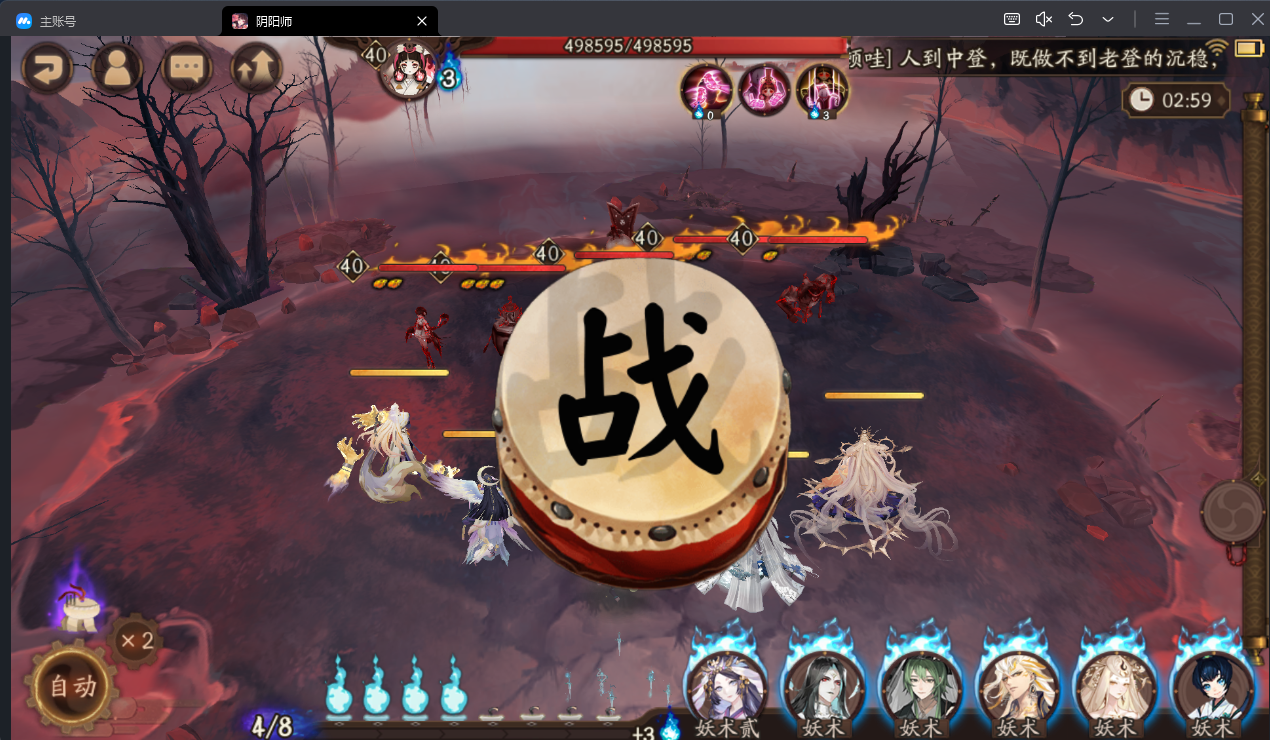 主账号
阴阳师
40
498595/498595
3
0
3
顷哇] 人到中登，既做不到老登的沉稳，
02:59
40
40
40
40
40
战
×2
自动
4/8
+3
妖术贰
妖术
妖术
妖术
妖术
妖术